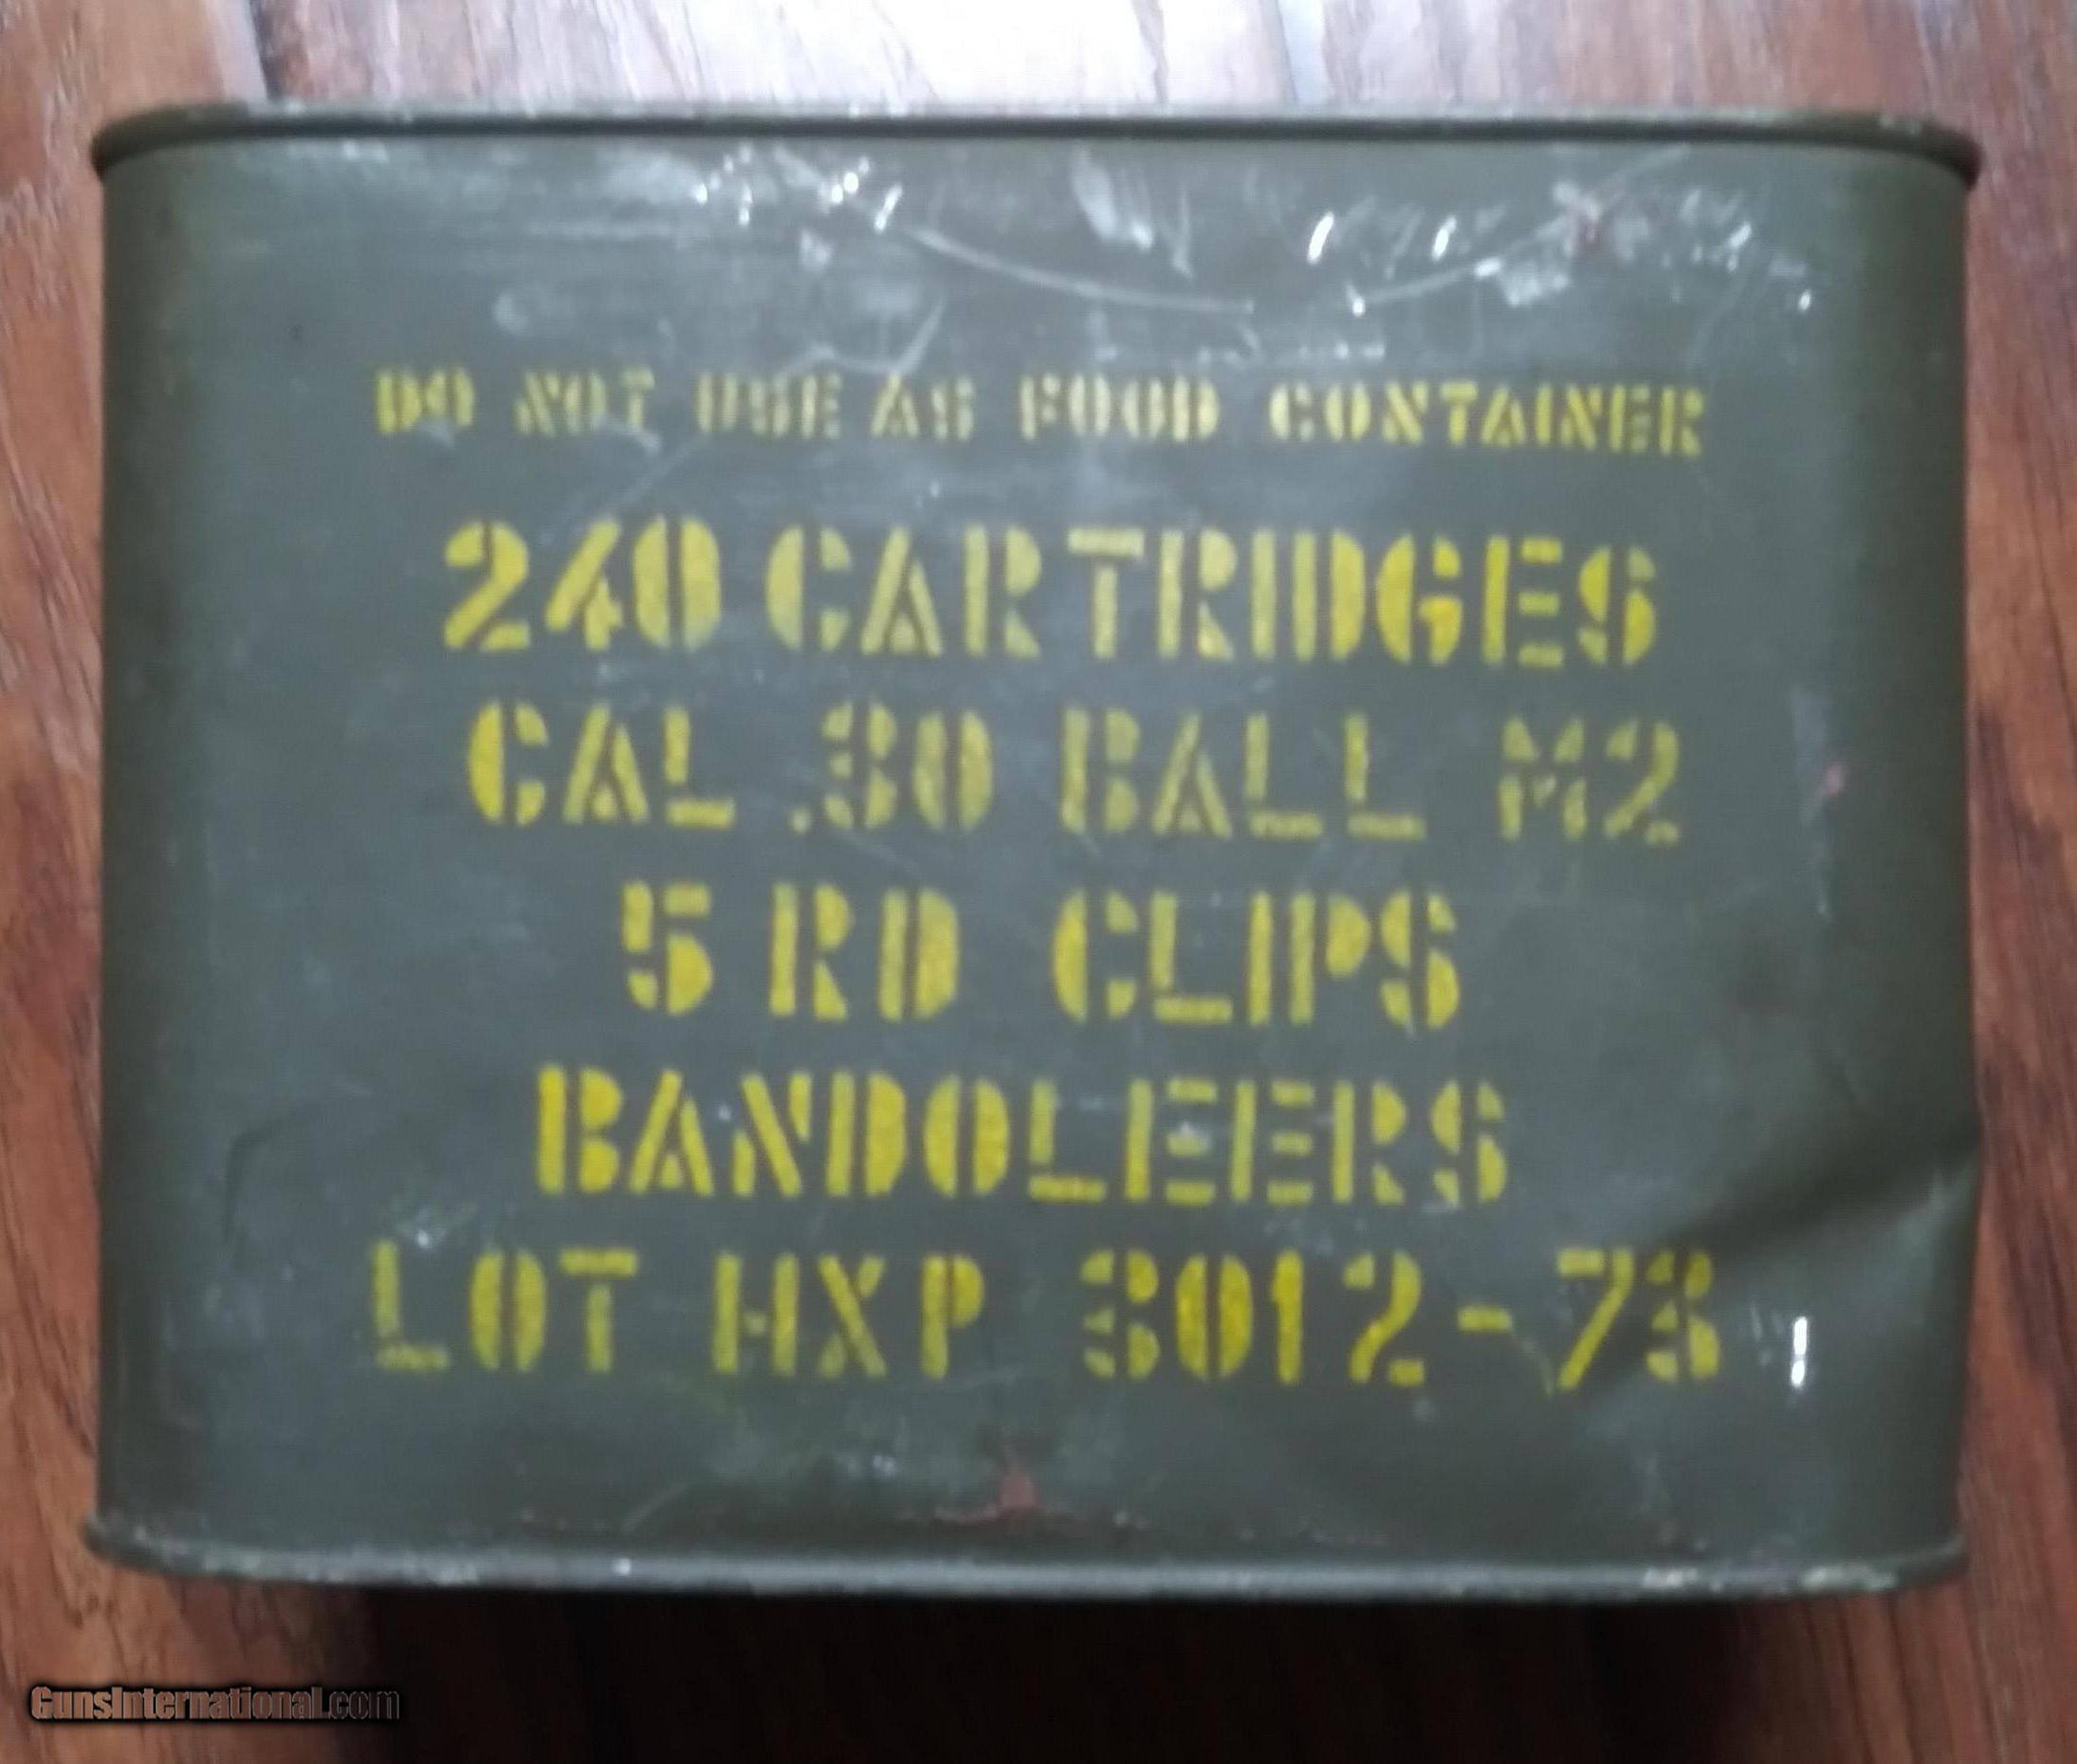 DO NOT USE AS FOOD CONTAINER
240 CARTRIDGES
CAL .30 BALL M2
5 RD CLIPS
BANDOLEERS
LOT HXP 3012-73
GunsInternational.com